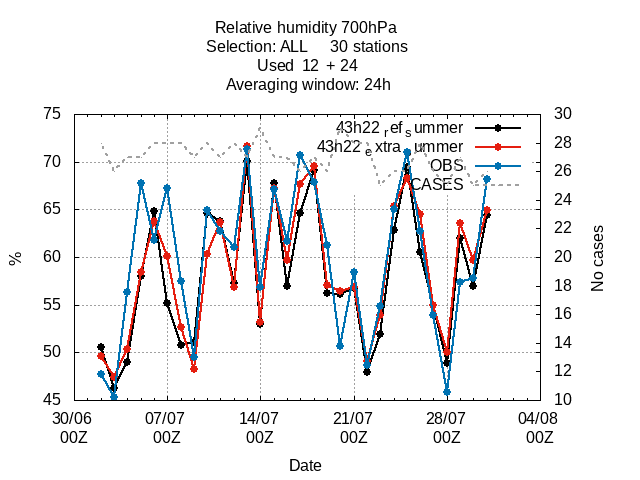 Relative humidity 700hPa
Selection: ALL 30 stations
Used 12 + 24
Averaging window: 24h
43h22 refsummer
43h22 extra
OBS
CASES
75
70
65
60
55
50
45
%
30
28
26
24
22
20
18
16
14
12
10
No cases
30/06 07/07 14/07 21/07 28/07 04/08
00Z 00Z 00Z 00Z 00Z 00Z
Date